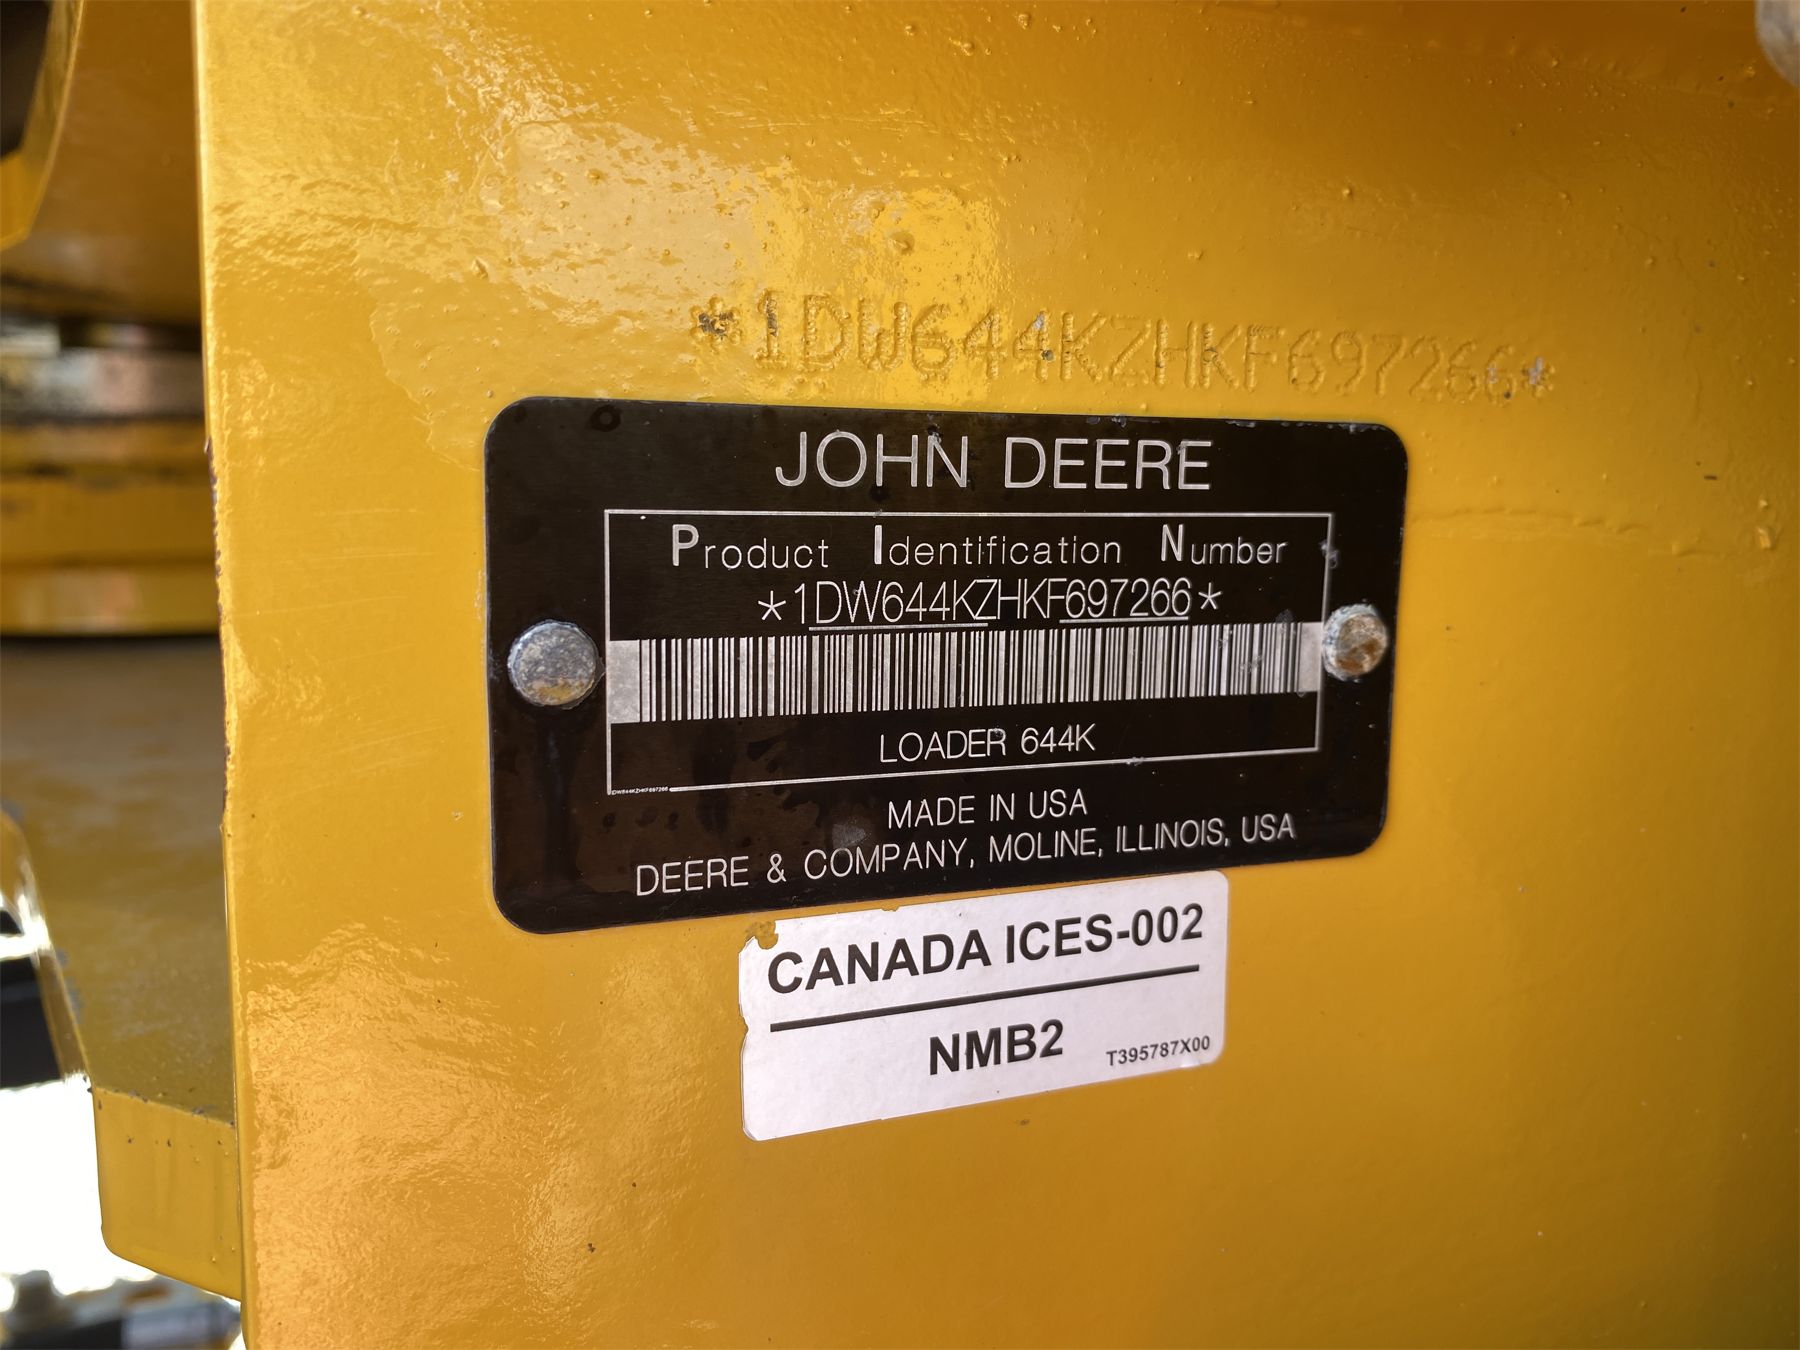 *1DW644KZHKF697266*
JOHN DEERE
Product Identification Number
*1DW644KZHKF697266*
LOADER 644K
1DW644KZHKF697266
MADE IN USA
DEERE & COMPANY, MOLINE, ILLINOIS, USA
CANADA ICES-002
NMB2
T395787X00